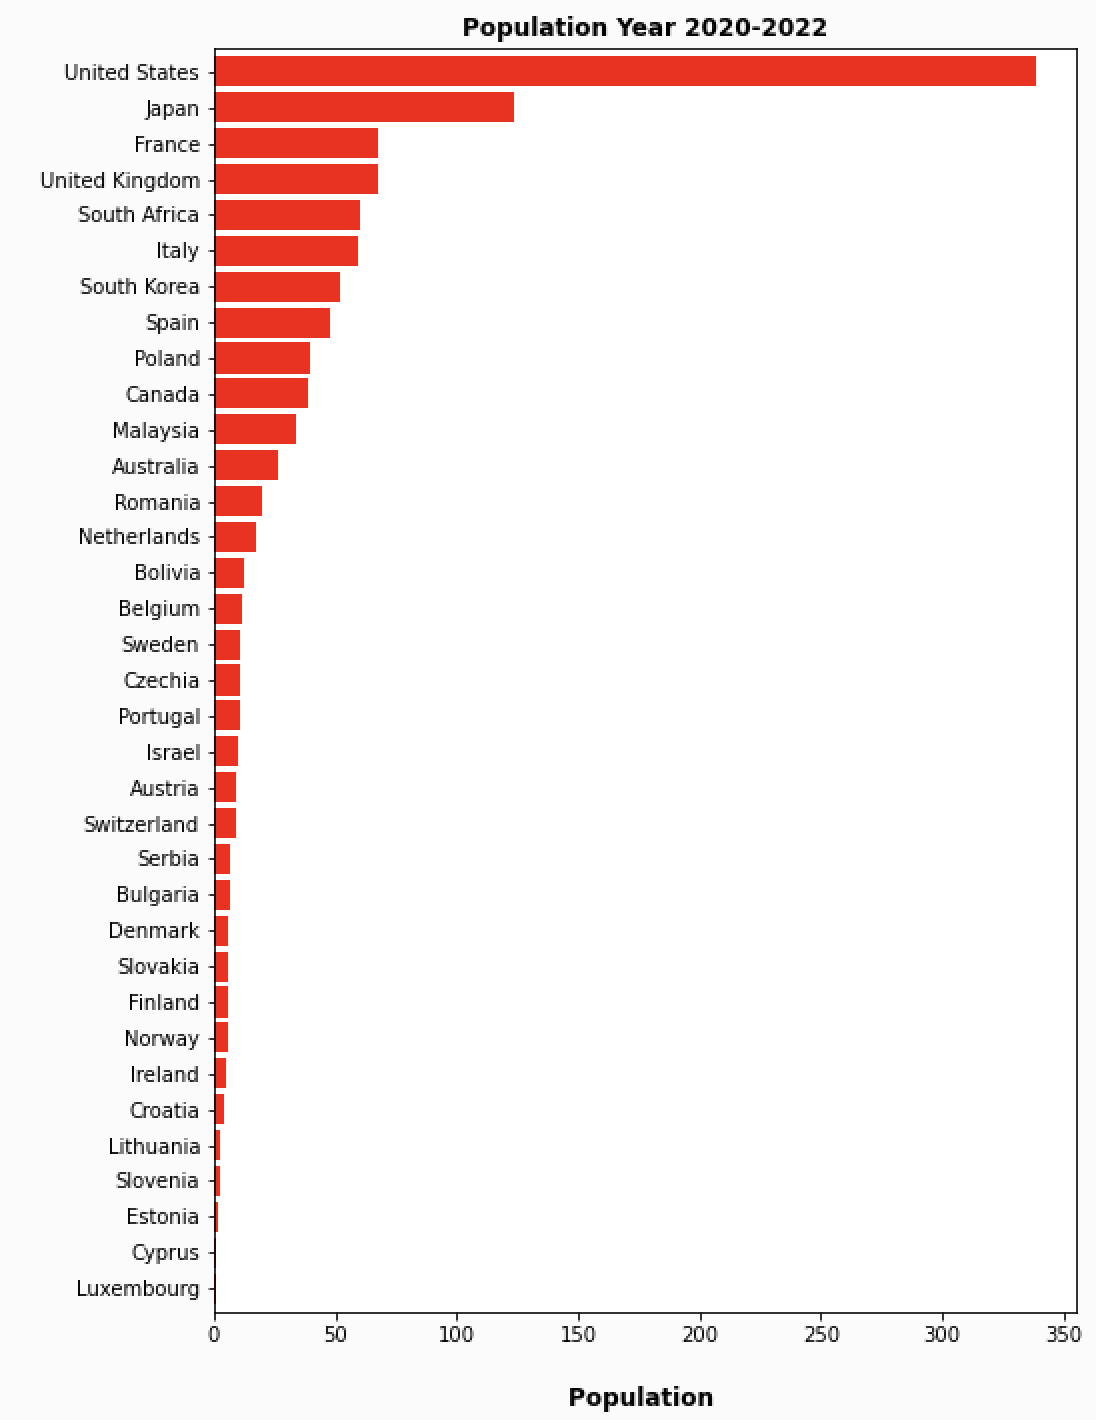 Population Year 2020-2022
United States
Japan
France
United Kingdom
South Africa
Italy
South Korea
Spain
Poland
Canada
Malaysia
Australia
Romania
Netherlands
Bolivia
Belgium
Sweden
Czechia
Portugal
Israel
Austria
Switzerland
Serbia
Bulgaria
Denmark
Slovakia
Finland
Norway
Ireland
Croatia
Lithuania
Slovenia
Estonia
Cyprus
Luxembourg
0 50 100 150 200 250 300 350
Population